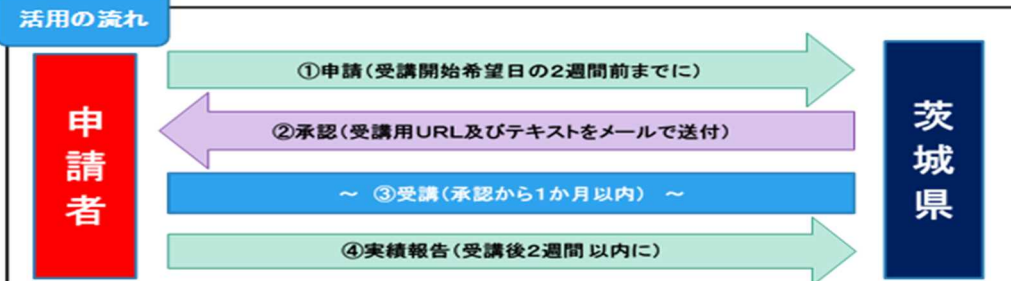 活用の流れ
申請者
①申請(受講開始希望日の2週間前までに)
②承認(受講用URL及びテキストをメールで送付)
~ ③受講(承認から1か月以内) ~
④実績報告(受講後2週間以内に)
茨城県